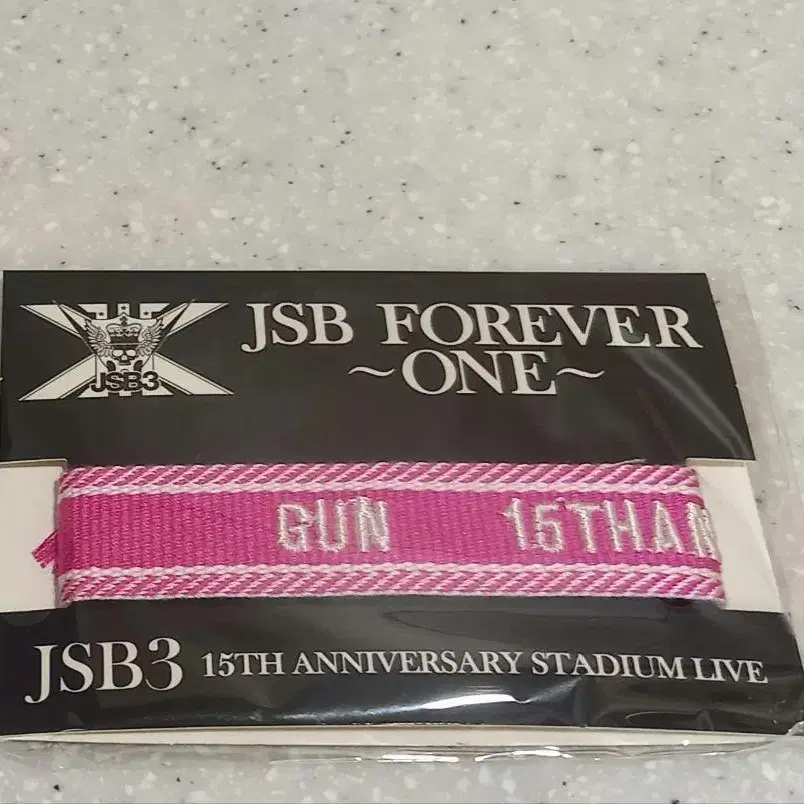 JSB FOREVER
~ONE~
JSB3
GUN 15THAN
JSB3 15TH ANNIVERSARY STADIUM LIVE